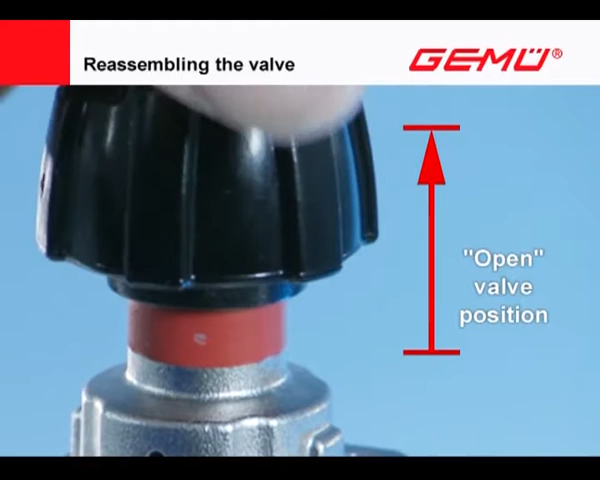 Reassembling the valve
GEMÜ®
"Open"
valve
position